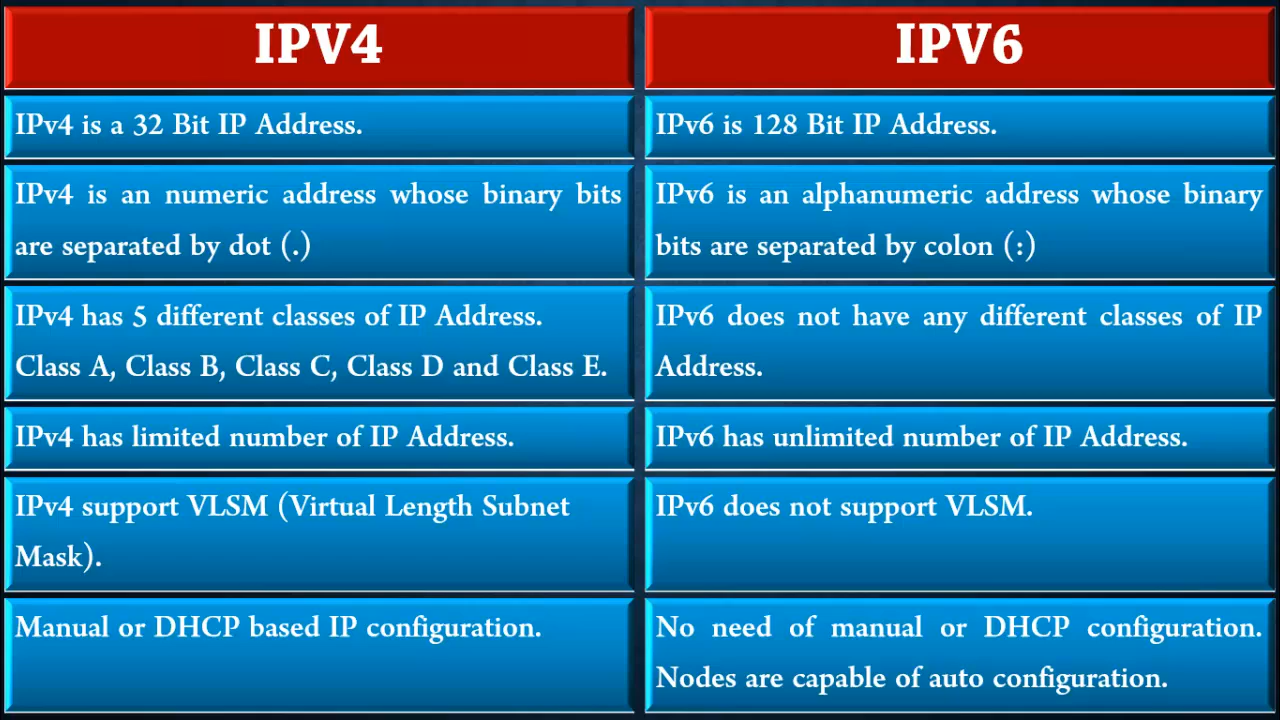 IPV4
IPV6
IPv4 is a 32 Bit IP Address.
IPv6 is 128 Bit IP Address.
IPv4 is an numeric address whose binary bits
are separated by dot (.)
IPv6 is an alphanumeric address whose binary
bits are separated by colon (:)
IPv4 has 5 different classes of IP Address.
Class A, Class B, Class C, Class D and Class E.
IPv6 does not have any different classes of IP
Address.
IPv4 has limited number of IP Address.
IPv6 has unlimited number of IP Address.
IPv4 support VLSM (Virtual Length Subnet
Mask).
IPv6 does not support VLSM.
Manual or DHCP based IP configuration.
No need of manual or DHCP configuration.
Nodes are capable of auto configuration.